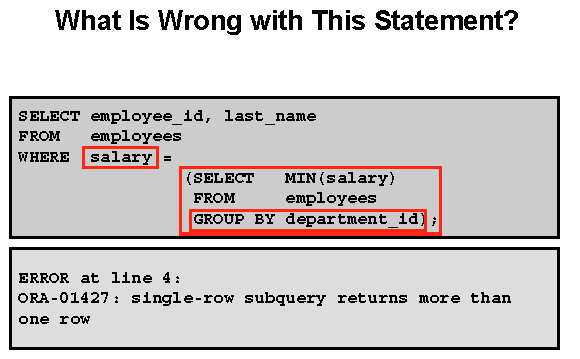 What Is Wrong with This Statement?
SELECT employee_id, last_name
FROM   employees
WHERE  salary =
(SELECT   MIN(salary)
FROM     employees
GROUP BY department_id);
ERROR at line 4:
ORA-01427: single-row subquery returns more than
one row